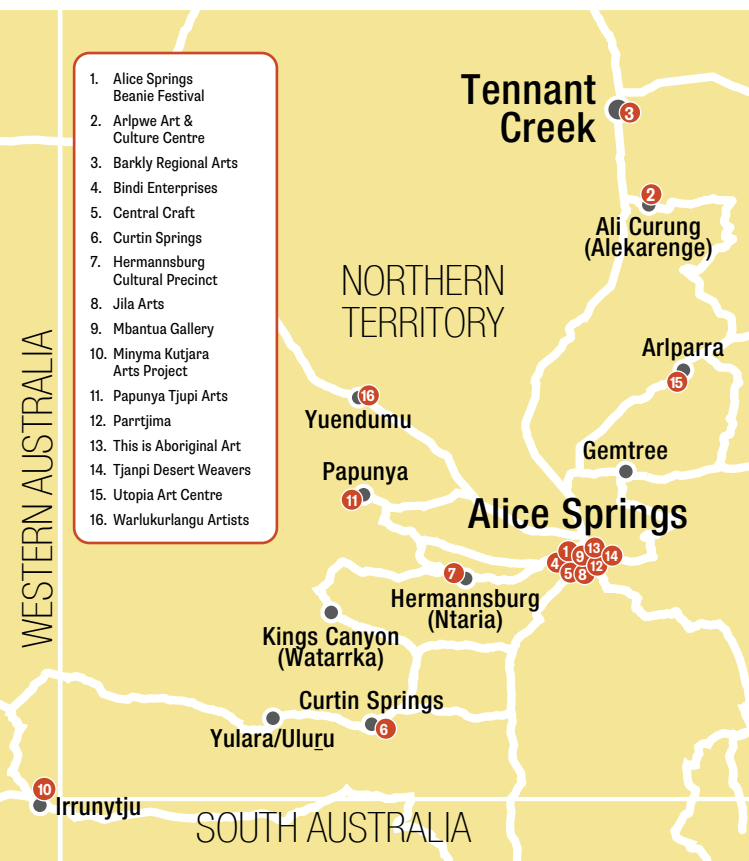 1. Alice Springs
Beanie Festival
2. Arlpwe Art &
Culture Centre
3. Barkly Regional Arts
4. Bindi Enterprises
5. Central Craft
6. Curtin Springs
7. Hermannsburg
Cultural Precinct
8. Jila Arts
9. Mbantua Gallery
10. Minyma Kutjara
Arts Project
11. Papunya Tjupi Arts
12. Parrtjima
13. This is Aboriginal Art
14. Tjanpi Desert Weavers
15. Utopia Art Centre
16. Warlukurlangu Artists
Tennant
Creek
3
2
Ali Curung
(Alekarenge)
NORTHERN
TERRITORY
WESTERN AUSTRALIA
Arlparra
15
16
Yuendumu
Gemtree
Papunya
11
Alice Springs
1
13
9
14
4
12
5
8
7
Hermannsburg
(Ntaria)
Kings Canyon
(Watarrka)
Curtin Springs
6
Yulara/Uluṟu
10
Irrunytju
SOUTH AUSTRALIA